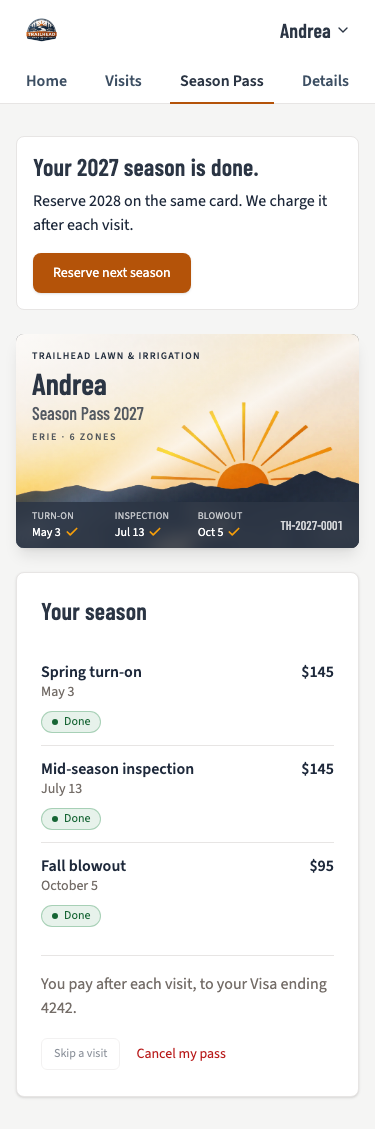 TRAILHEAD
Andrea
Home Visits Season Pass Details
Your 2027 season is done.
Reserve 2028 on the same card. We charge it
after each visit.
Reserve next season
TRAILHEAD LAWN & IRRIGATION
Andrea
Season Pass 2027
ERIE · 6 ZONES
TURN-ON INSPECTION BLOWOUT
May 3 Jul 13 Oct 5 TH-2027-0001
Your season
Spring turn-on $145
May 3
Done
Mid-season inspection $145
July 13
Done
Fall blowout $95
October 5
Done
You pay after each visit, to your Visa ending
4242.
Skip a visit Cancel my pass